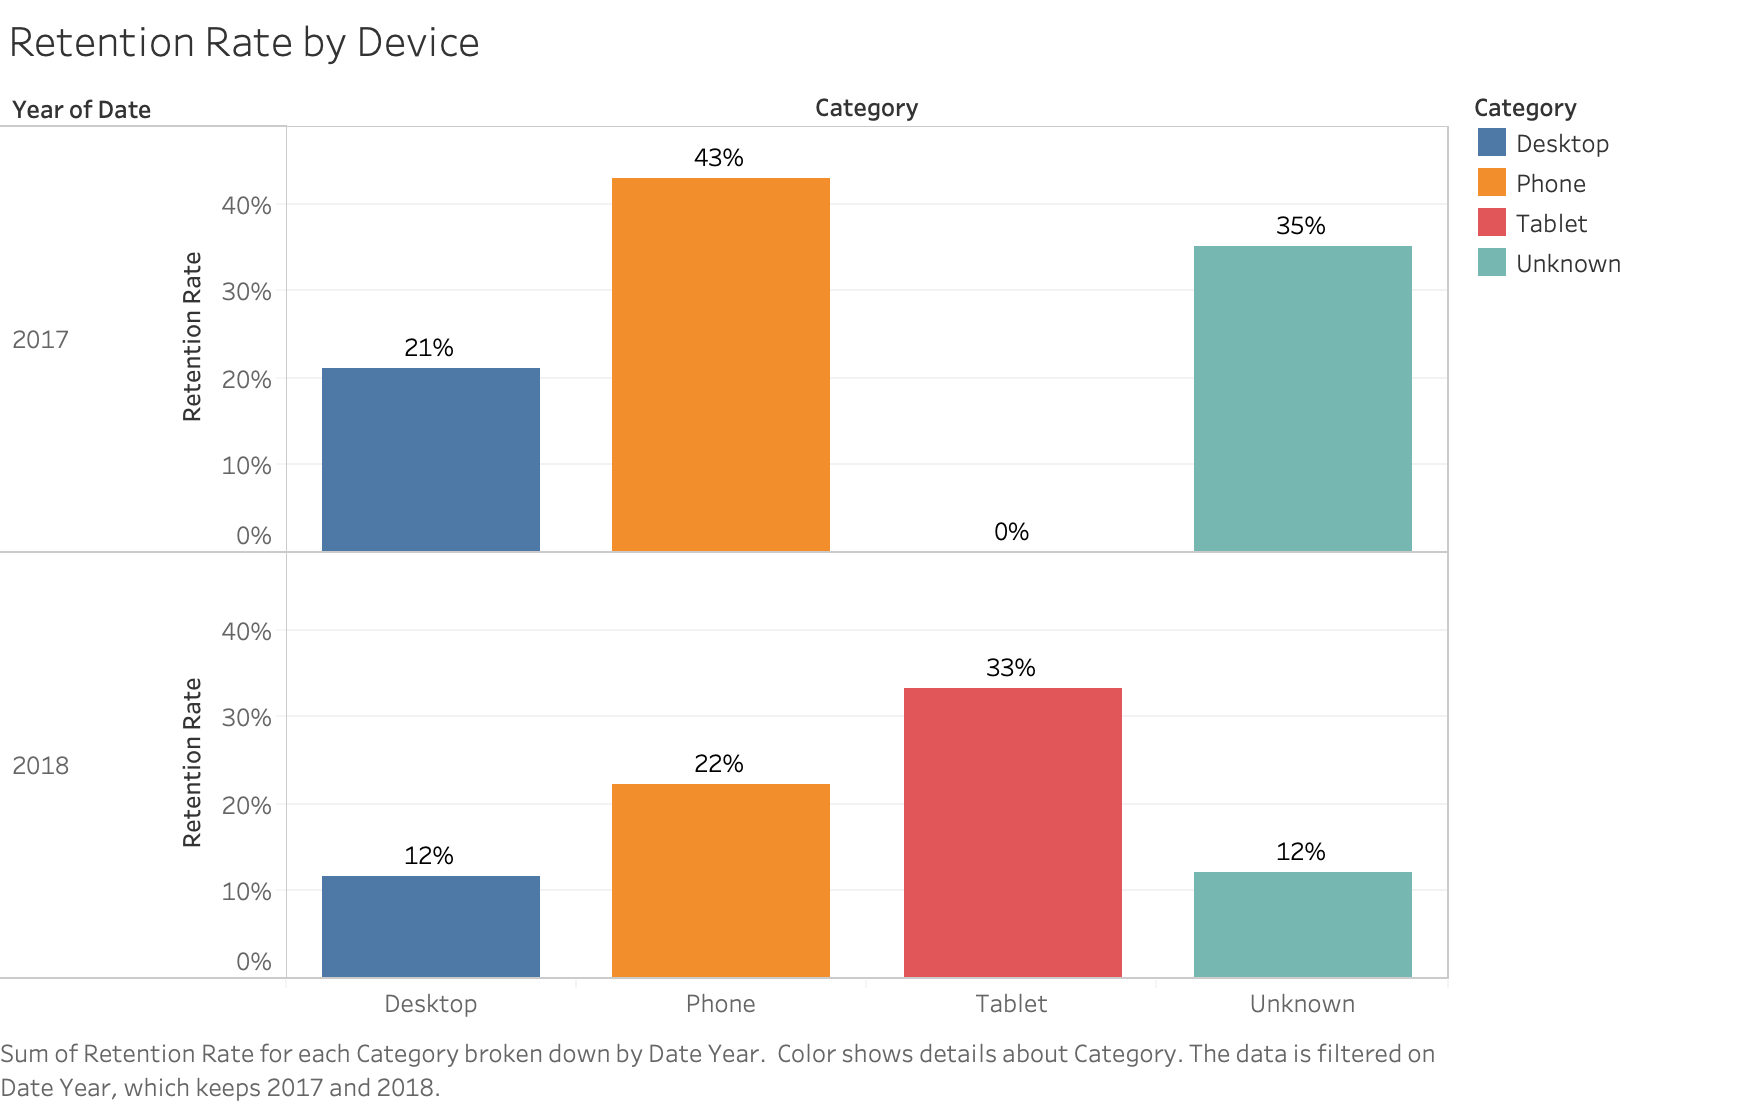 Retention Rate by Device
Year of Date
Category
Category
Desktop
Phone
Tablet
Unknown
2017
Retention Rate
40%
30%
20%
10%
0%
21%
43%
0%
35%
2018
Retention Rate
40%
30%
20%
10%
0%
12%
22%
33%
12%
Desktop
Phone
Tablet
Unknown
Sum of Retention Rate for each Category broken down by Date Year.  Color shows details about Category. The data is filtered on
Date Year, which keeps 2017 and 2018.